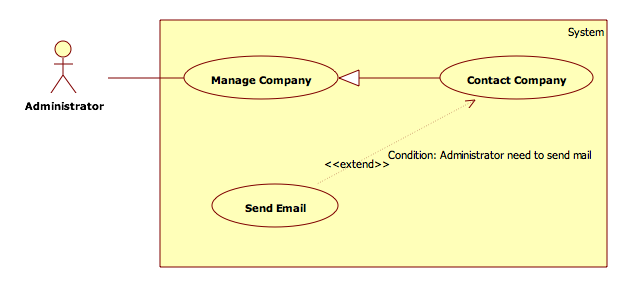 System
Manage Company
Contact Company
Administrator
Condition: Administrator need to send mail
<<extend>>
Send Email